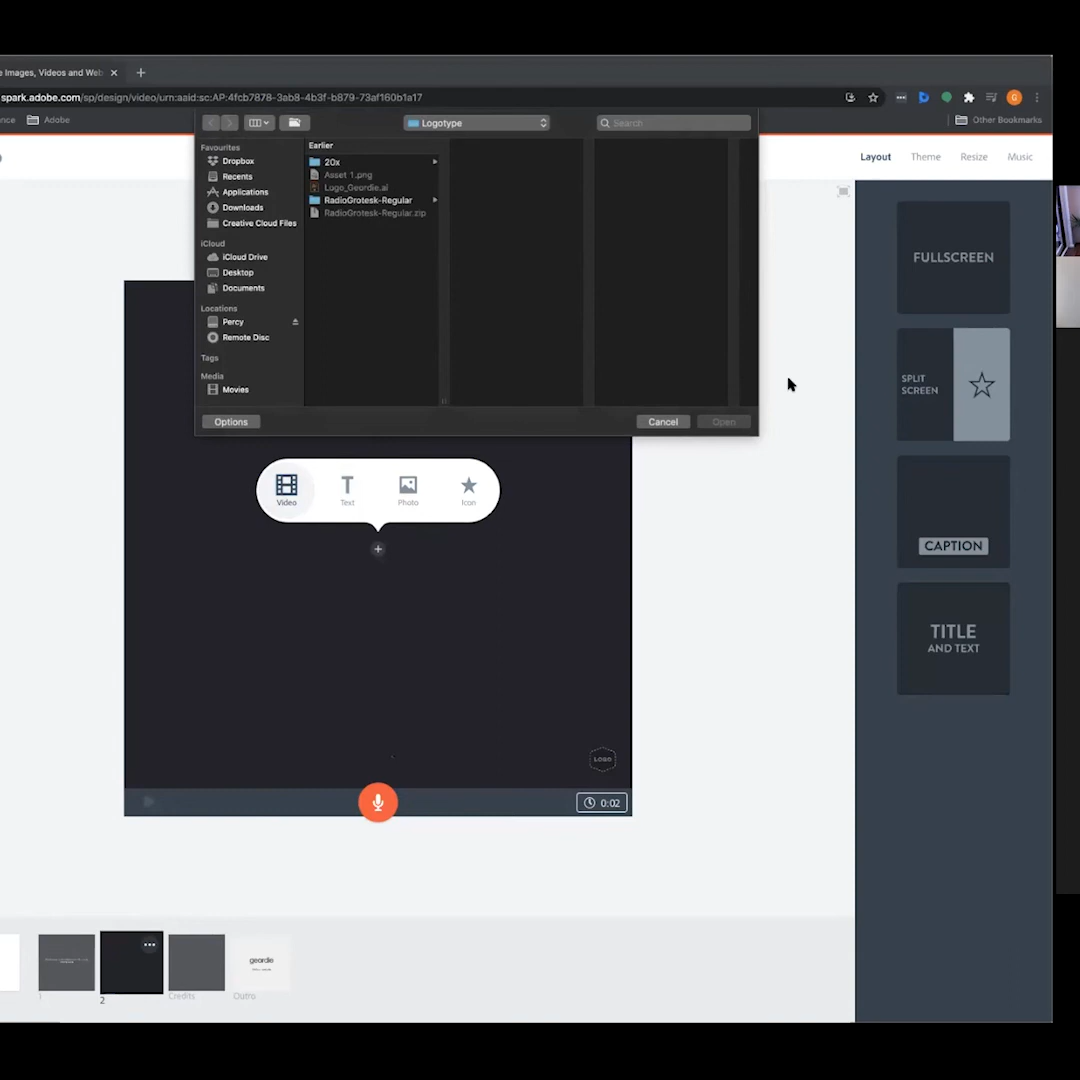 e Images, Videos and Web
spark.adobe.com/sp/design/video/urn:aaid:sc:AP:4fcb7878-3ab8-4b3f-b879-73af160b1a17
nce
Adobe
Other Bookmarks
G
Logotype
Search
Layout
Theme
Resize
Music
Favourites
Dropbox
Recents
Applications
Downloads
Creative Cloud Files
iCloud
iCloud Drive
Desktop
Documents
Locations
Percy
Remote Disc
Tags
Media
Movies
Earlier
20x
Asset 1.png
Logo_Geordie.ai
RadioGrotesk-Regular
RadioGrotesk-Regular.zip
Options
Cancel
Open
FULLSCREEN
SPLIT
SCREEN
CAPTION
TITLE
AND TEXT
Video
Text
Photo
Icon
LOGO
0:02
1
2
Credits
Outro
geordie